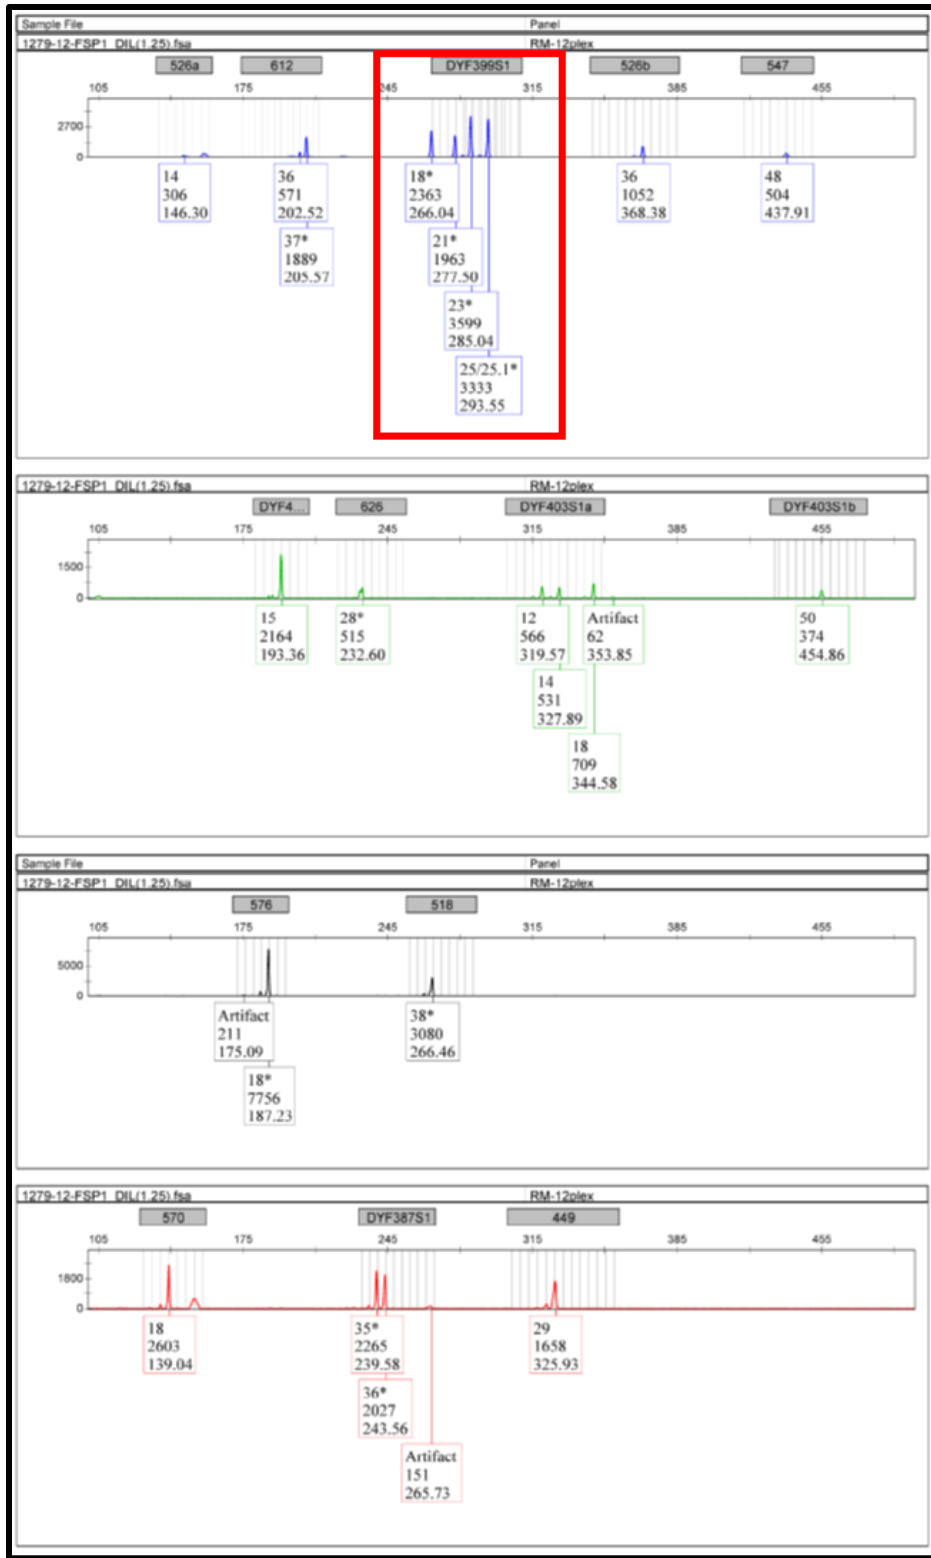 Sample File Panel
1279-12-FSP1_DIL(1.25).fsa RM-12plex
526a 612 DYF399S1 526b 547
105 175 245 315 385 455
2700
0
14 36 18* 36 48
306 571 2363 1052 504
146.30 202.52 266.04 368.38 437.91
37* 21*
1889 1963
205.57 277.50
23*
3599
285.04
25/25.1*
3333
293.55
1279-12-FSP1_DIL(1.25).fsa RM-12plex
DYF4... 626 DYF403S1a DYF403S1b
105 175 245 315 385 455
1500
0
15 28* 12 Artifact 50
2164 515 566 62 374
193.36 232.60 319.57 353.85 454.86
14
531
327.89
18
709
344.58
Sample File Panel
1279-12-FSP1_DIL(1.25).fsa RM-12plex
576 518
105 175 245 315 385 455
5000
0
Artifact 38*
211 3080
175.09 266.46
18*
7756
187.23
1279-12-FSP1_DIL(1.25).fsa RM-12plex
570 DYF387S1 449
105 175 245 315 385 455
1800
0
18 35* 29
2603 2265 1658
139.04 239.58 325.93
36*
2027
243.56
Artifact
151
265.73